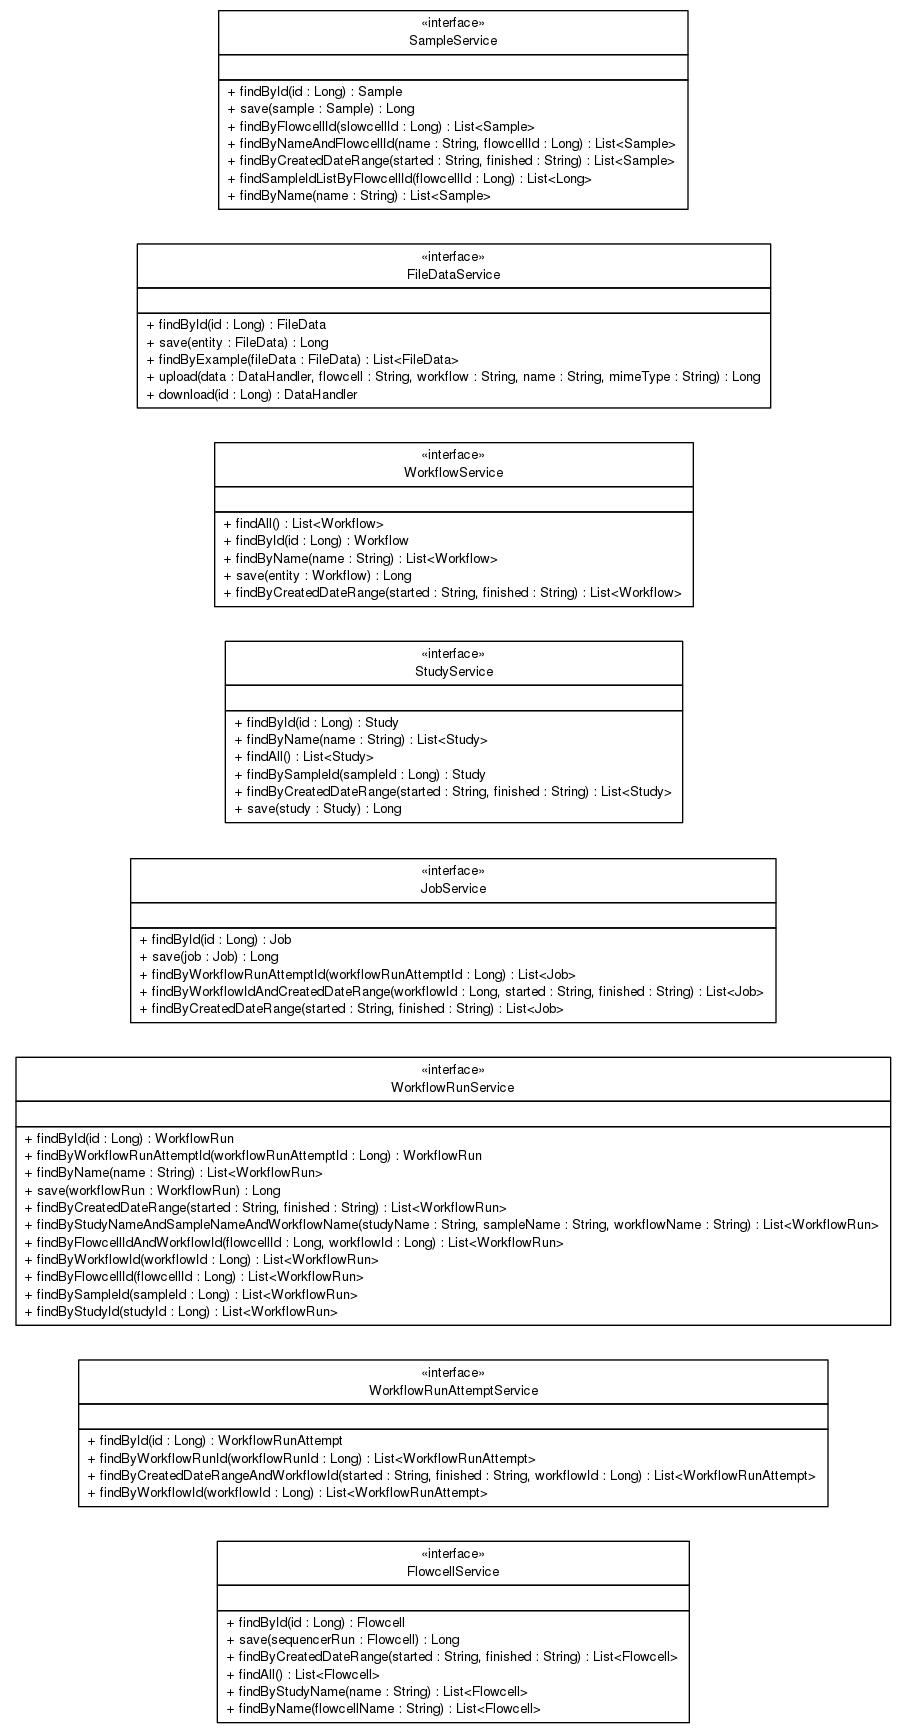 «interface»
SampleService
+ findById(id : Long) : Sample
+ save(sample : Sample) : Long
+ findByFlowcellId(slowcellId : Long) : List<Sample>
+ findByNameAndFlowcellId(name : String, flowcellId : Long) : List<Sample>
+ findByCreatedDateRange(started : String, finished : String) : List<Sample>
+ findSampleIdListByFlowcellId(flowcellId : Long) : List<Long>
+ findByName(name : String) : List<Sample>
«interface»
FileDataService
+ findById(id : Long) : FileData
+ save(entity : FileData) : Long
+ findByExample(fileData : FileData) : List<FileData>
+ upload(data : DataHandler, flowcell : String, workflow : String, name : String, mimeType : String) : Long
+ download(id : Long) : DataHandler
«interface»
WorkflowService
+ findAll() : List<Workflow>
+ findById(id : Long) : Workflow
+ findByName(name : String) : List<Workflow>
+ save(entity : Workflow) : Long
+ findByCreatedDateRange(started : String, finished : String) : List<Workflow>
«interface»
StudyService
+ findById(id : Long) : Study
+ findByName(name : String) : List<Study>
+ findAll() : List<Study>
+ findBySampleId(sampleId : Long) : Study
+ findByCreatedDateRange(started : String, finished : String) : List<Study>
+ save(study : Study) : Long
«interface»
JobService
+ findById(id : Long) : Job
+ save(job : Job) : Long
+ findByWorkflowRunAttemptId(workflowRunAttemptId : Long) : List<Job>
+ findByWorkflowIdAndCreatedDateRange(workflowId : Long, started : String, finished : String) : List<Job>
+ findByCreatedDateRange(started : String, finished : String) : List<Job>
«interface»
WorkflowRunService
+ findById(id : Long) : WorkflowRun
+ findByWorkflowRunAttemptId(workflowRunAttemptId : Long) : WorkflowRun
+ findByName(name : String) : List<WorkflowRun>
+ save(workflowRun : WorkflowRun) : Long
+ findByCreatedDateRange(started : String, finished : String) : List<WorkflowRun>
+ findByStudyNameAndSampleNameAndWorkflowName(studyName : String, sampleName : String, workflowName : String) : List<WorkflowRun>
+ findByFlowcellIdAndWorkflowId(flowcellId : Long, workflowId : Long) : List<WorkflowRun>
+ findByWorkflowId(workflowId : Long) : List<WorkflowRun>
+ findByFlowcellId(flowcellId : Long) : List<WorkflowRun>
+ findBySampleId(sampleId : Long) : List<WorkflowRun>
+ findByStudyId(studyId : Long) : List<WorkflowRun>
«interface»
WorkflowRunAttemptService
+ findById(id : Long) : WorkflowRunAttempt
+ findByWorkflowRunId(workflowRunId : Long) : List<WorkflowRunAttempt>
+ findByCreatedDateRangeAndWorkflowId(started : String, finished : String, workflowId : Long) : List<WorkflowRunAttempt>
+ findByWorkflowId(workflowId : Long) : List<WorkflowRunAttempt>
«interface»
FlowcellService
+ findById(id : Long) : Flowcell
+ save(sequencerRun : Flowcell) : Long
+ findByCreatedDateRange(started : String, finished : String) : List<Flowcell>
+ findAll() : List<Flowcell>
+ findByStudyName(name : String) : List<Flowcell>
+ findByName(flowcellName : String) : List<Flowcell>